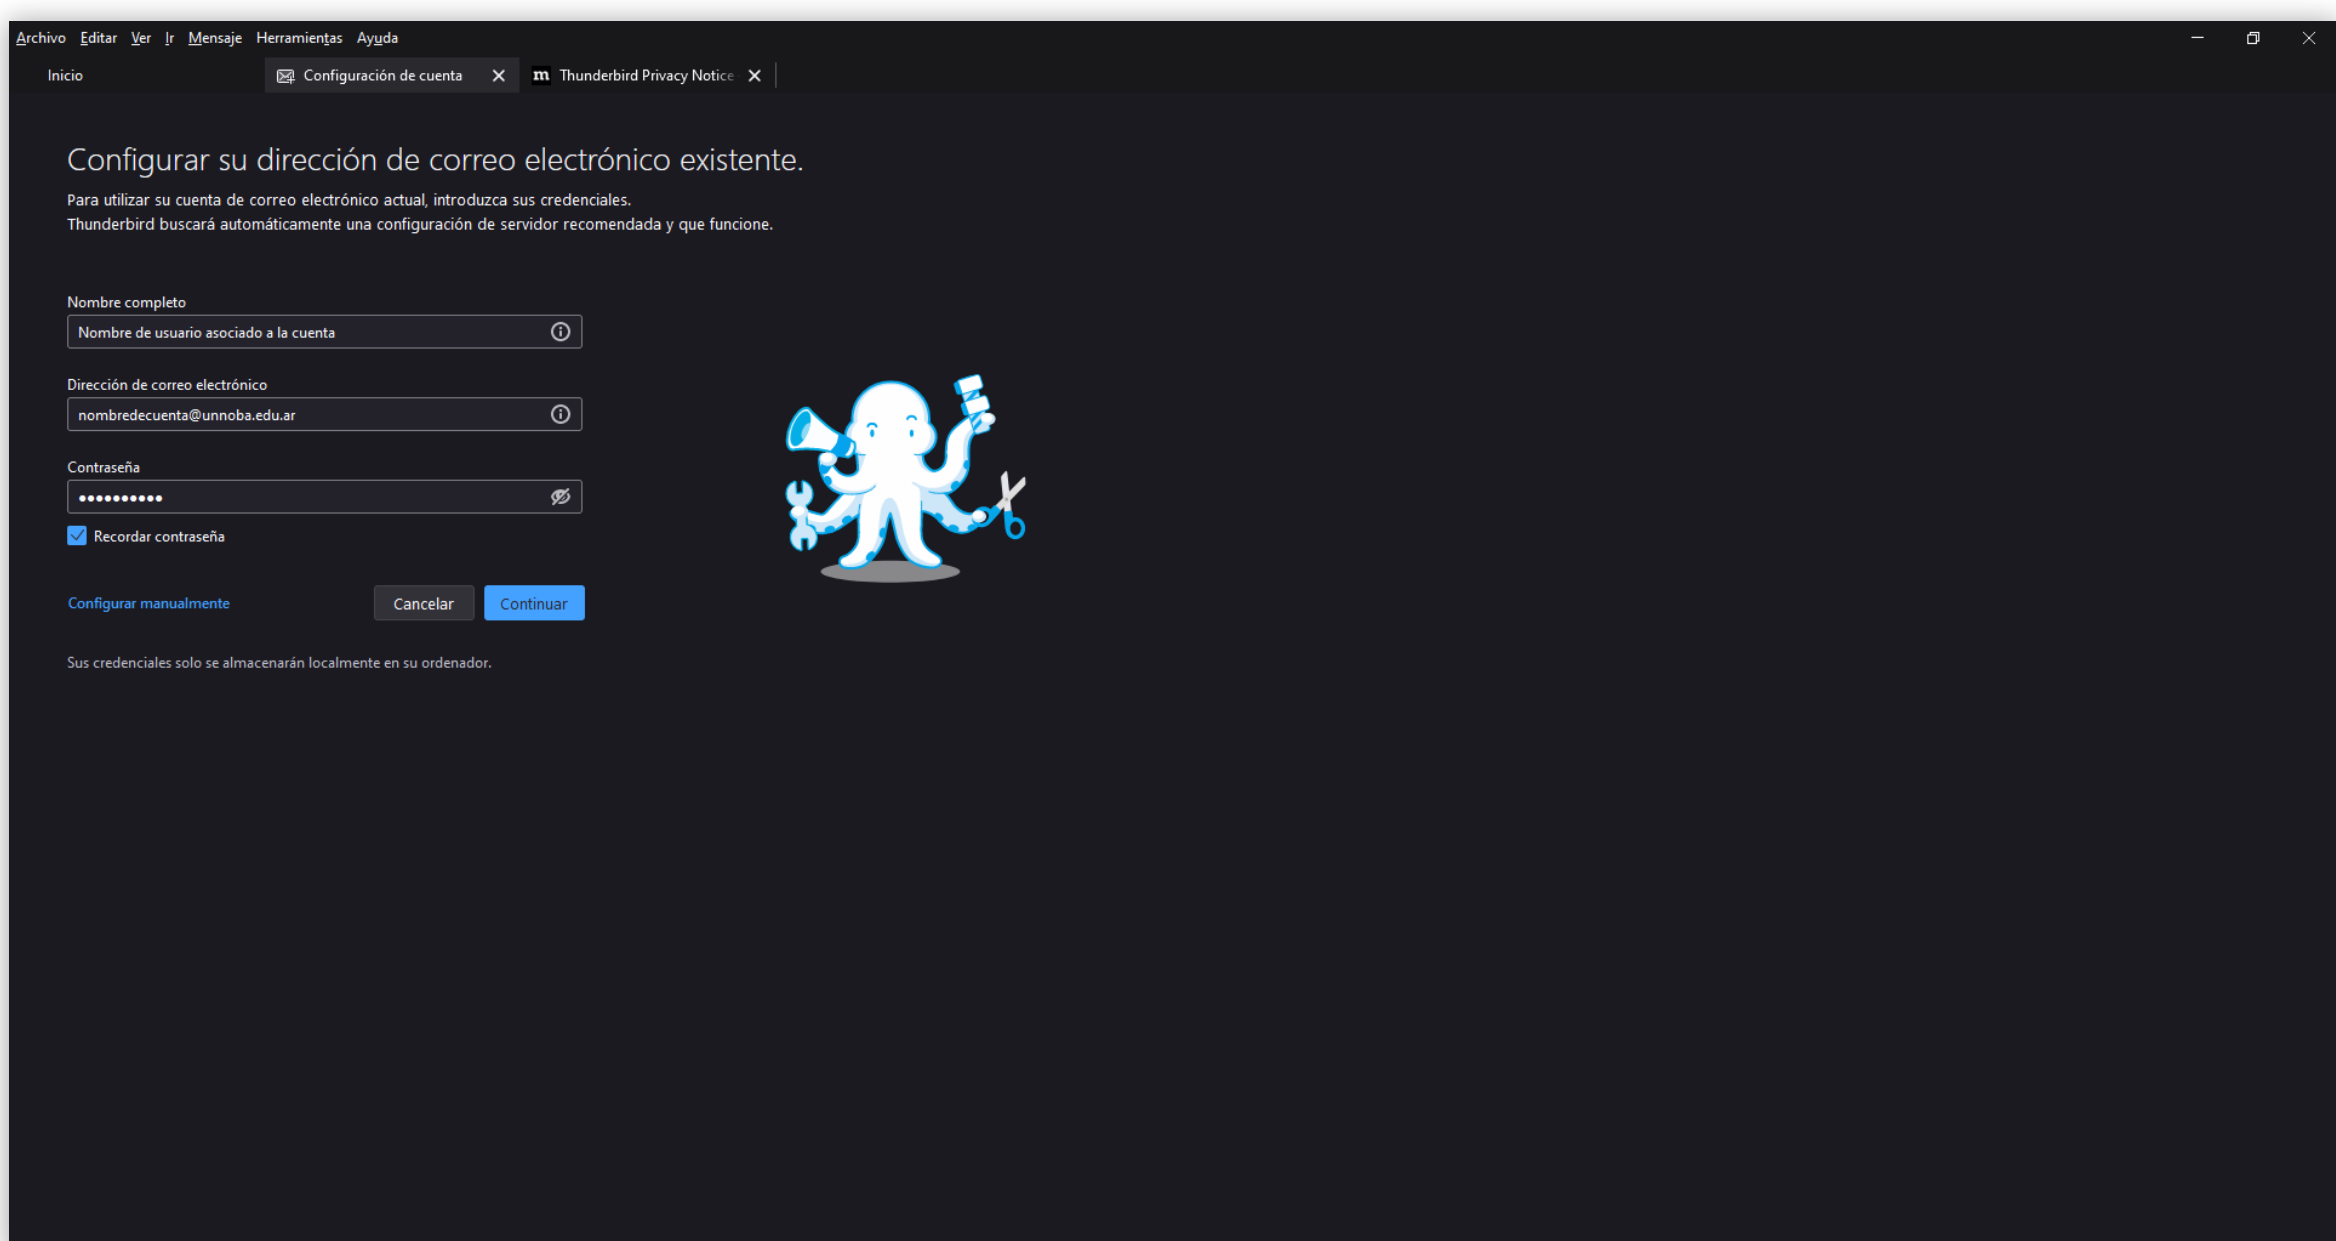 Archivo Editar Ver Ir Mensaje Herramientas Ayuda
Inicio Configuración de cuenta m Thunderbird Privacy Notice
Configurar su dirección de correo electrónico existente.
Para utilizar su cuenta de correo electrónico actual, introduzca sus credenciales.
Thunderbird buscará automáticamente una configuración de servidor recomendada y que funcione.
Nombre completo
Nombre de usuario asociado a la cuenta
Dirección de correo electrónico
nombredecuenta@unnoba.edu.ar
Contraseña
••••••••••
Recordar contraseña
Configurar manualmente Cancelar Continuar
Sus credenciales solo se almacenarán localmente en su ordenador.